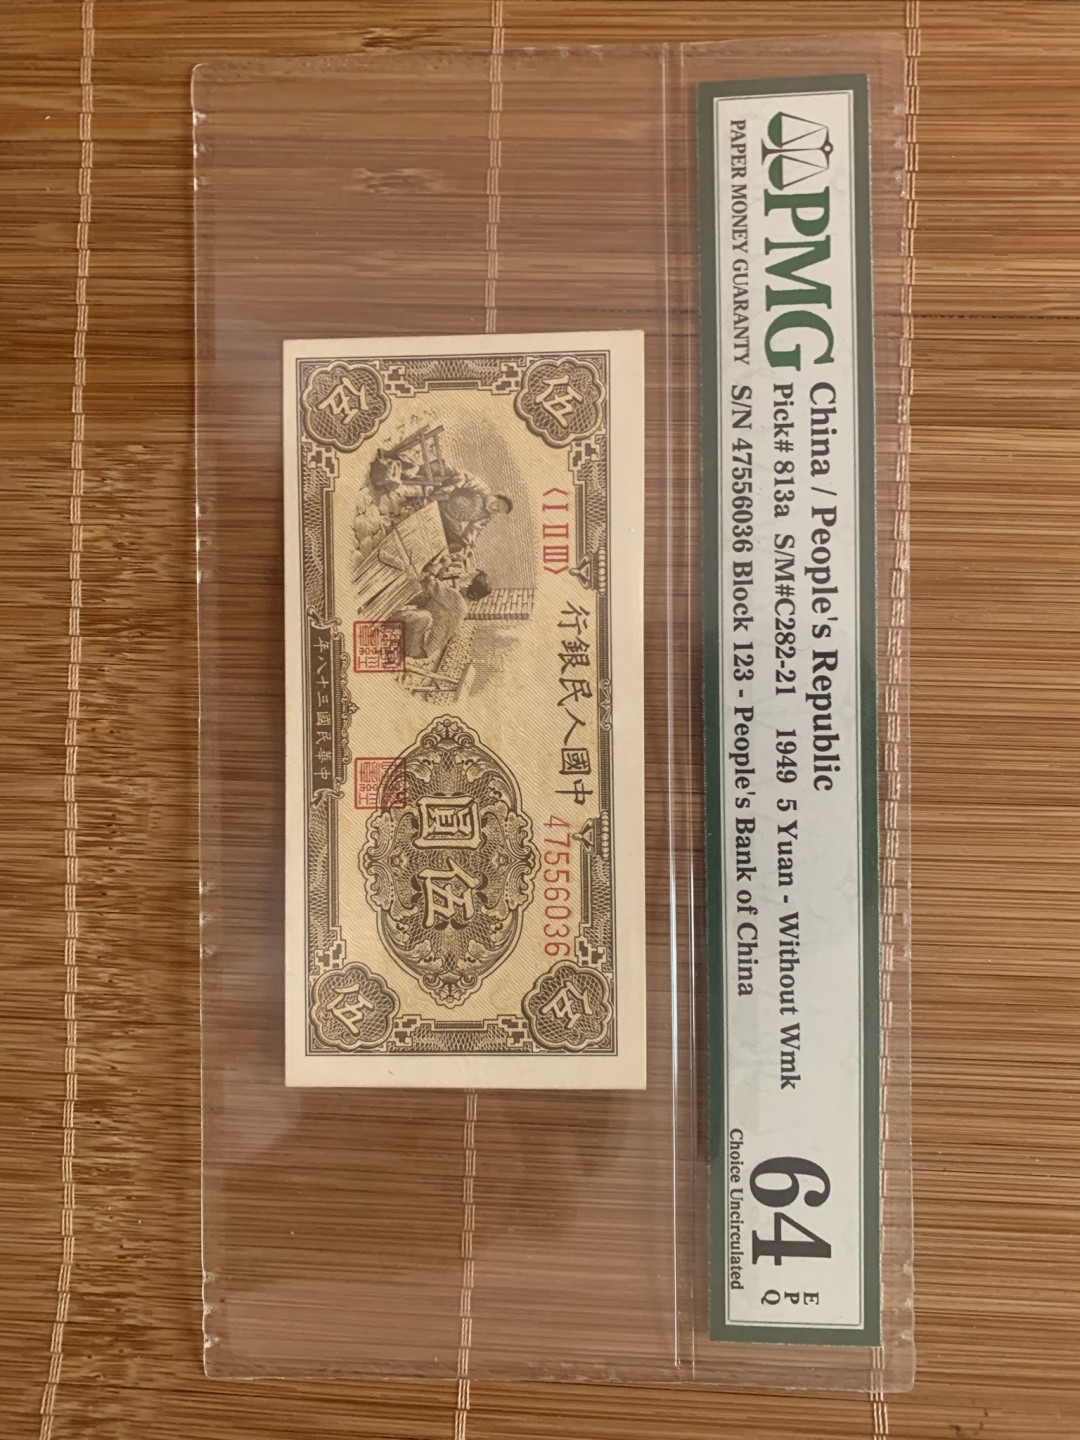 PMG
PAPER MONEY GUARANTY
China / People's Republic
Pick# 813a S/M#C282-21 1949 5 Yuan - Without Wmk
S/N 47556036 Block 123 - People's Bank of China
64
EPQ
Choice Uncirculated
行銀民人國中
〈I II III〉
47556036
伍
伍
圓伍
伍
伍
年八十三國民華中